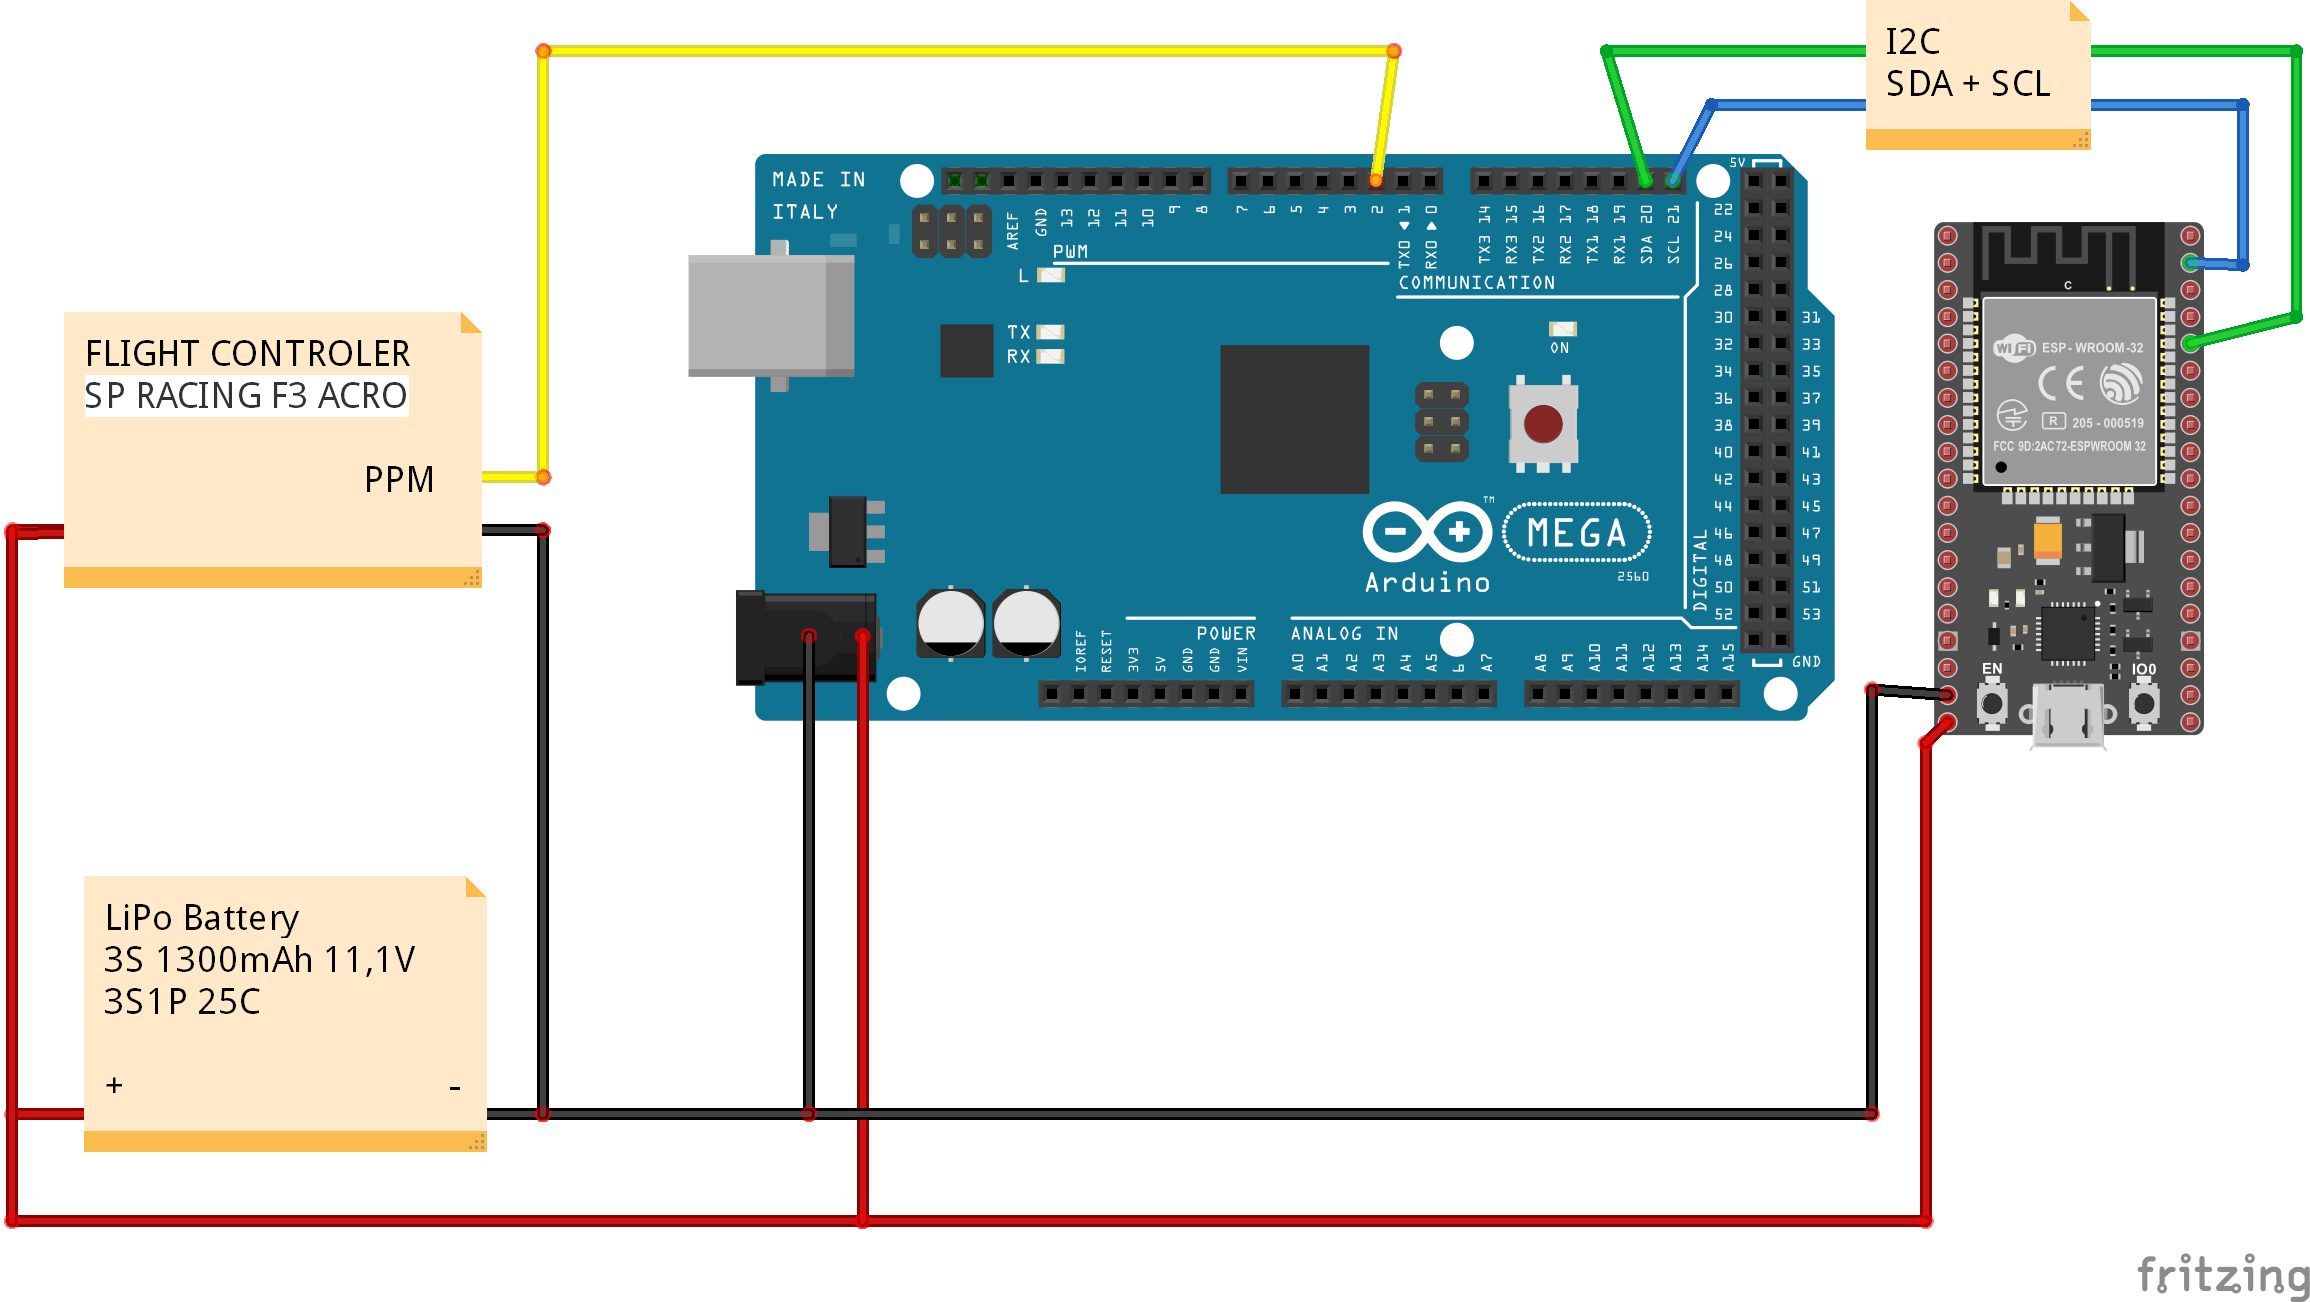 I2C
SDA + SCL
MADE IN
ITALY
AREF
GND
13
12
11
10
9
8
7
6
5
4
3
2
TX0 ◀ 1
RX0 ▶ 0
TX3 14
RX3 15
TX2 16
RX2 17
TX1 18
RX1 19
SDA 20
SCL 21
5V
PWM
L
COMMUNICATION
TX
RX
ON
22
24
26
28
30 31
32 33
34 35
36 37
38 39
40 41
42 43
44 45
46 47
48 49
50 51
52 53
GND
DIGITAL
FLIGHT CONTROLER
SP RACING F3 ACRO
PPM
TM
MEGA
2560
Arduino
POWER
ANALOG IN
IOREF
RESET
3V3
5V
GND
GND
VIN
A0
A1
A2
A3
A4
A5
6
A7
A8
A9
A10
A11
A12
A13
A14
A15
C
WiFi ESP - WROOM -32
CE
R 205 - 000519
FCC 9D:2AC72-ESPWROOM 32
EN
IO0
LiPo Battery
3S 1300mAh 11,1V
3S1P 25C
+ -
fritzing